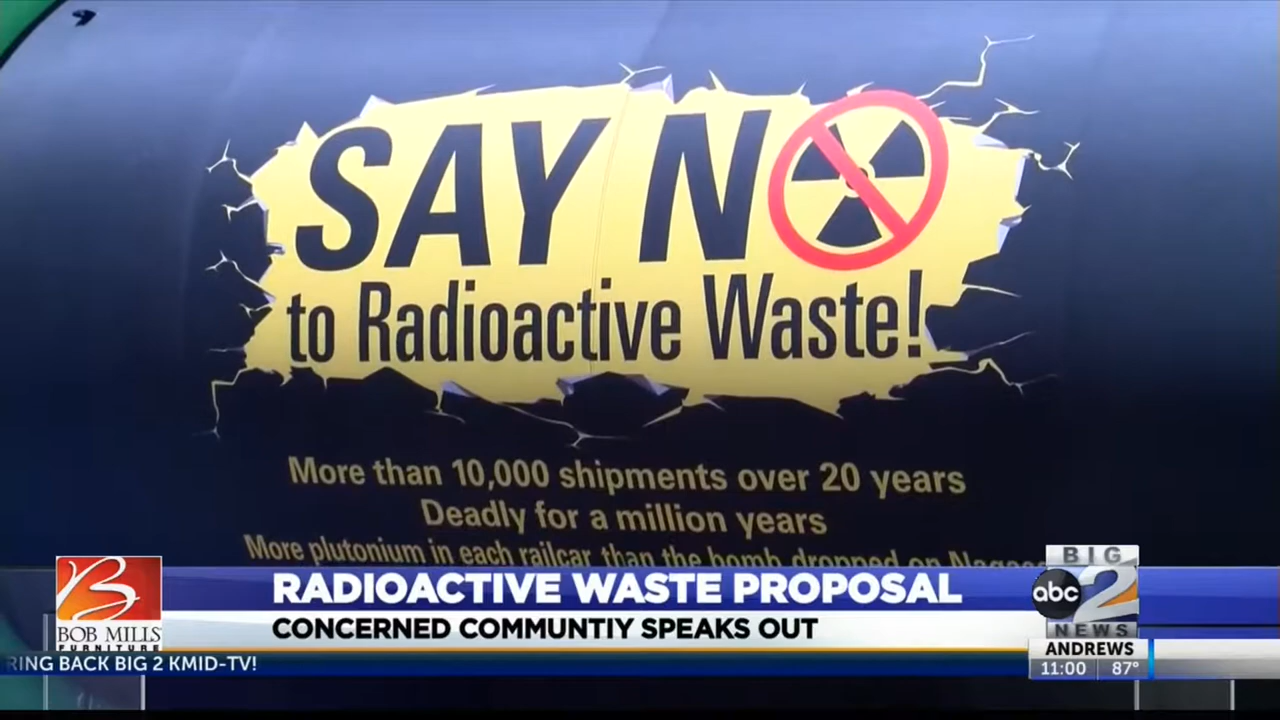 SAY NO
to Radioactive Waste!
More than 10,000 shipments over 20 years
Deadly for a million years
More plutonium in each railcar than the bomb dropped on
RADIOACTIVE WASTE PROPOSAL
CONCERNED COMMUNTIY SPEAKS OUT
B
BOB MILLS
FURNITURE
BIG
abc 2
NEWS
ANDREWS
11:00 87°
RING BACK BIG 2 KMID-TV!